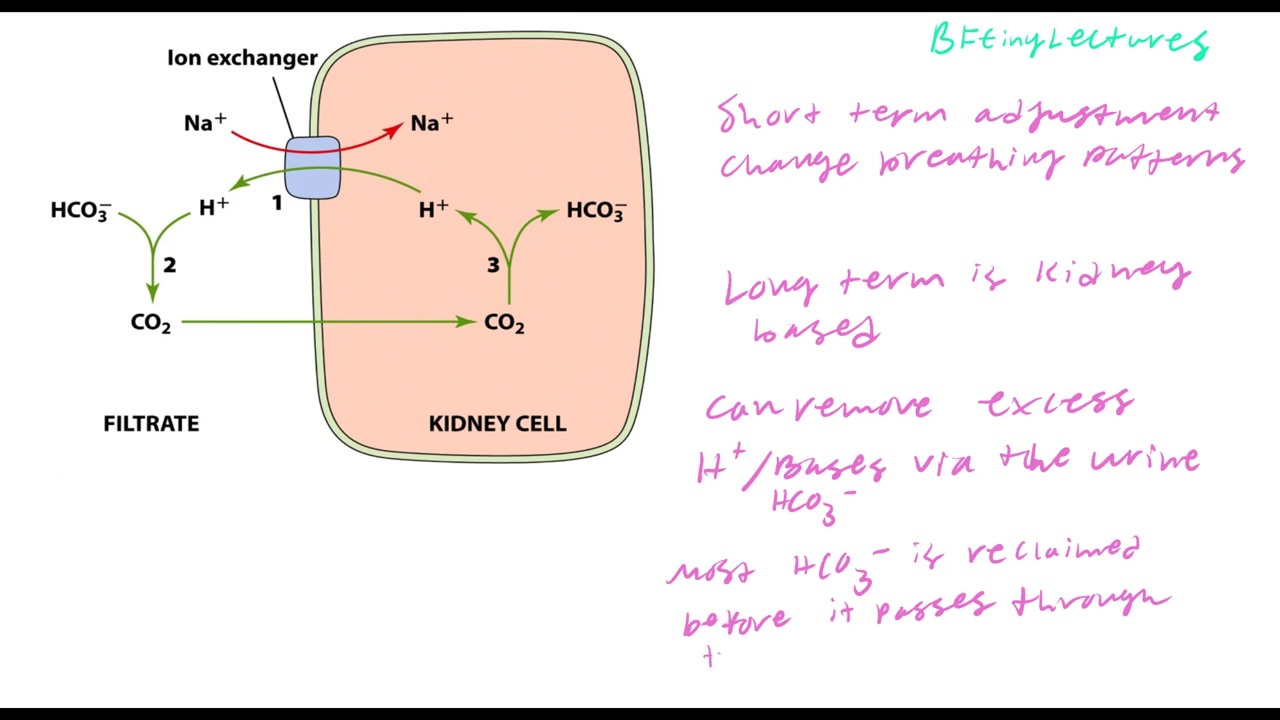 BFtinyLectures
Ion exchanger
Na⁺
Na⁺
HCO₃⁻
H⁺
1
H⁺
HCO₃⁻
2
3
CO₂
CO₂
FILTRATE
KIDNEY CELL
Short term adjustment
change breathing patterns
Long term is kidney
based
can remove excess
H⁺/Bases via the urine
HCO₃⁻
most HCO₃⁻ is reclaimed
before it passes through